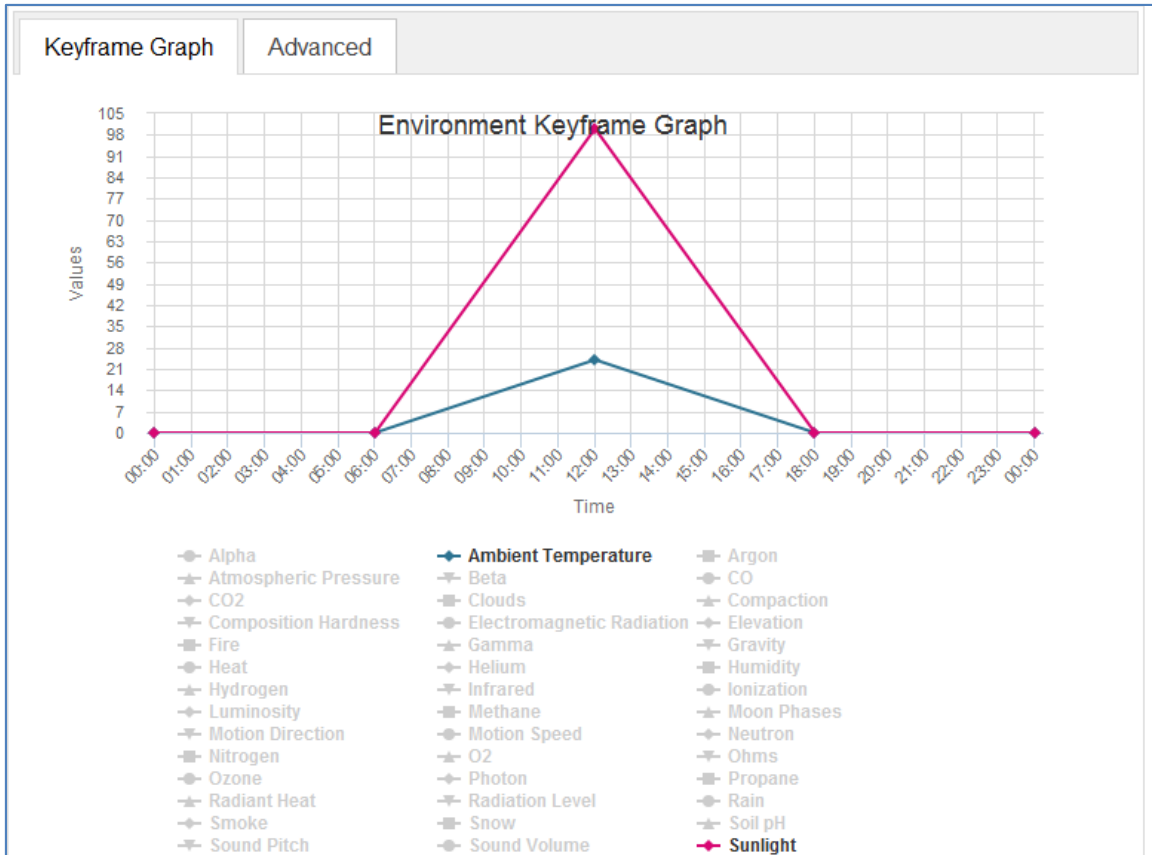 Keyframe Graph Advanced
Environment Keyframe Graph
105
98
91
84
77
70
63
56
49
42
35
28
21
14
7
0
Values
00:00 01:00 02:00 03:00 04:00 05:00 06:00 07:00 08:00 09:00 10:00 11:00 12:00 13:00 14:00 15:00 16:00 17:00 18:00 19:00 20:00 21:00 22:00 23:00 00:00
Time
Alpha Ambient Temperature Argon
Atmospheric Pressure Beta CO
CO2 Clouds Compaction
Composition Hardness Electromagnetic Radiation Elevation
Fire Gamma Gravity
Heat Helium Humidity
Hydrogen Infrared Ionization
Luminosity Methane Moon Phases
Motion Direction Motion Speed Neutron
Nitrogen O2 Ohms
Ozone Photon Propane
Radiant Heat Radiation Level Rain
Smoke Snow Soil pH
Sound Pitch Sound Volume Sunlight